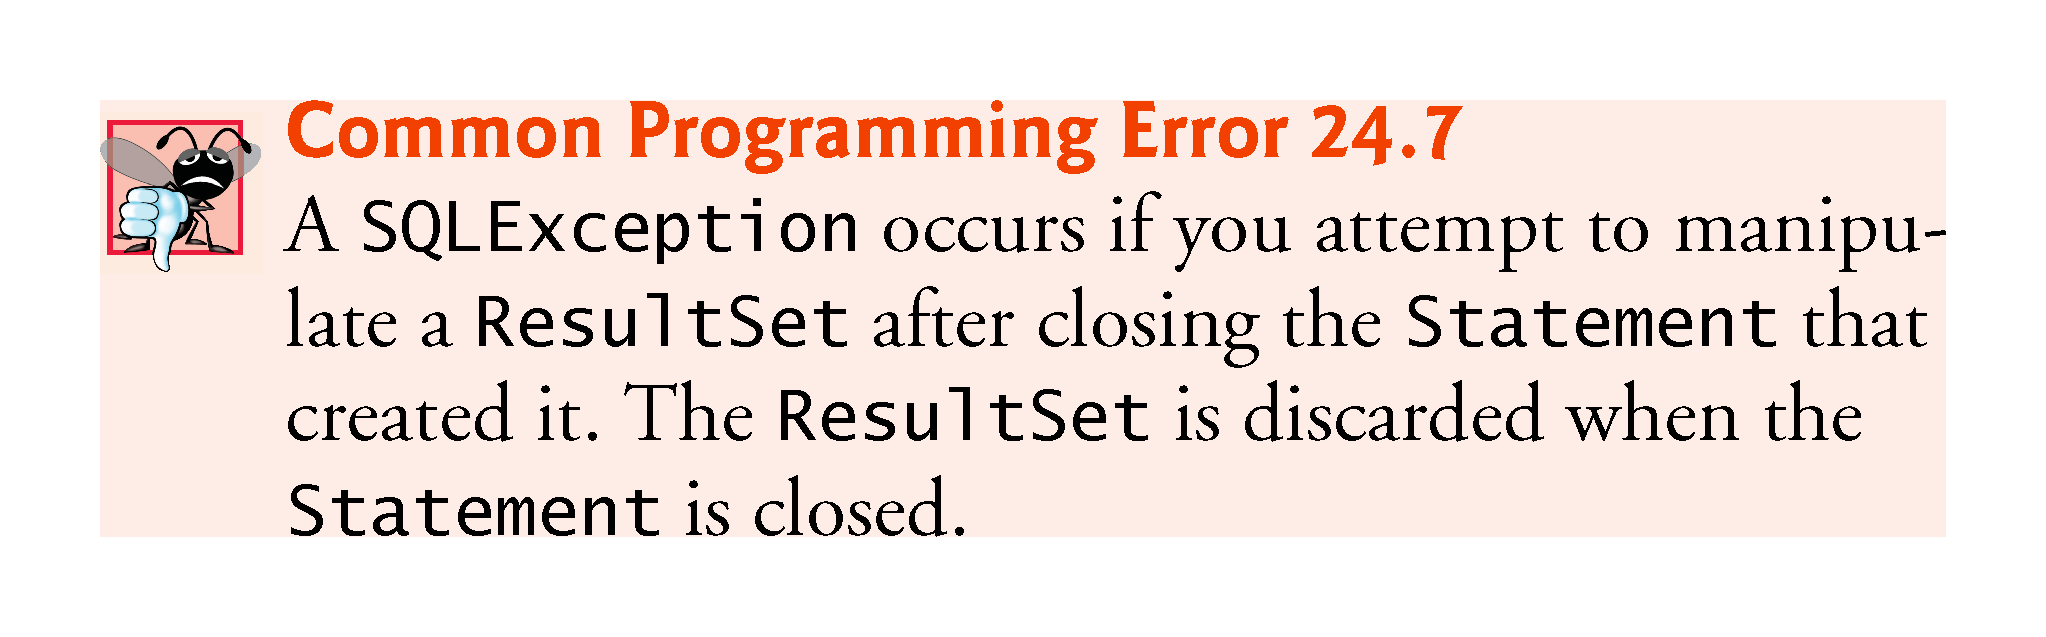 Common Programming Error 24.7
A SQLException occurs if you attempt to manipu-
late a ResultSet after closing the Statement that
created it. The ResultSet is discarded when the
Statement is closed.